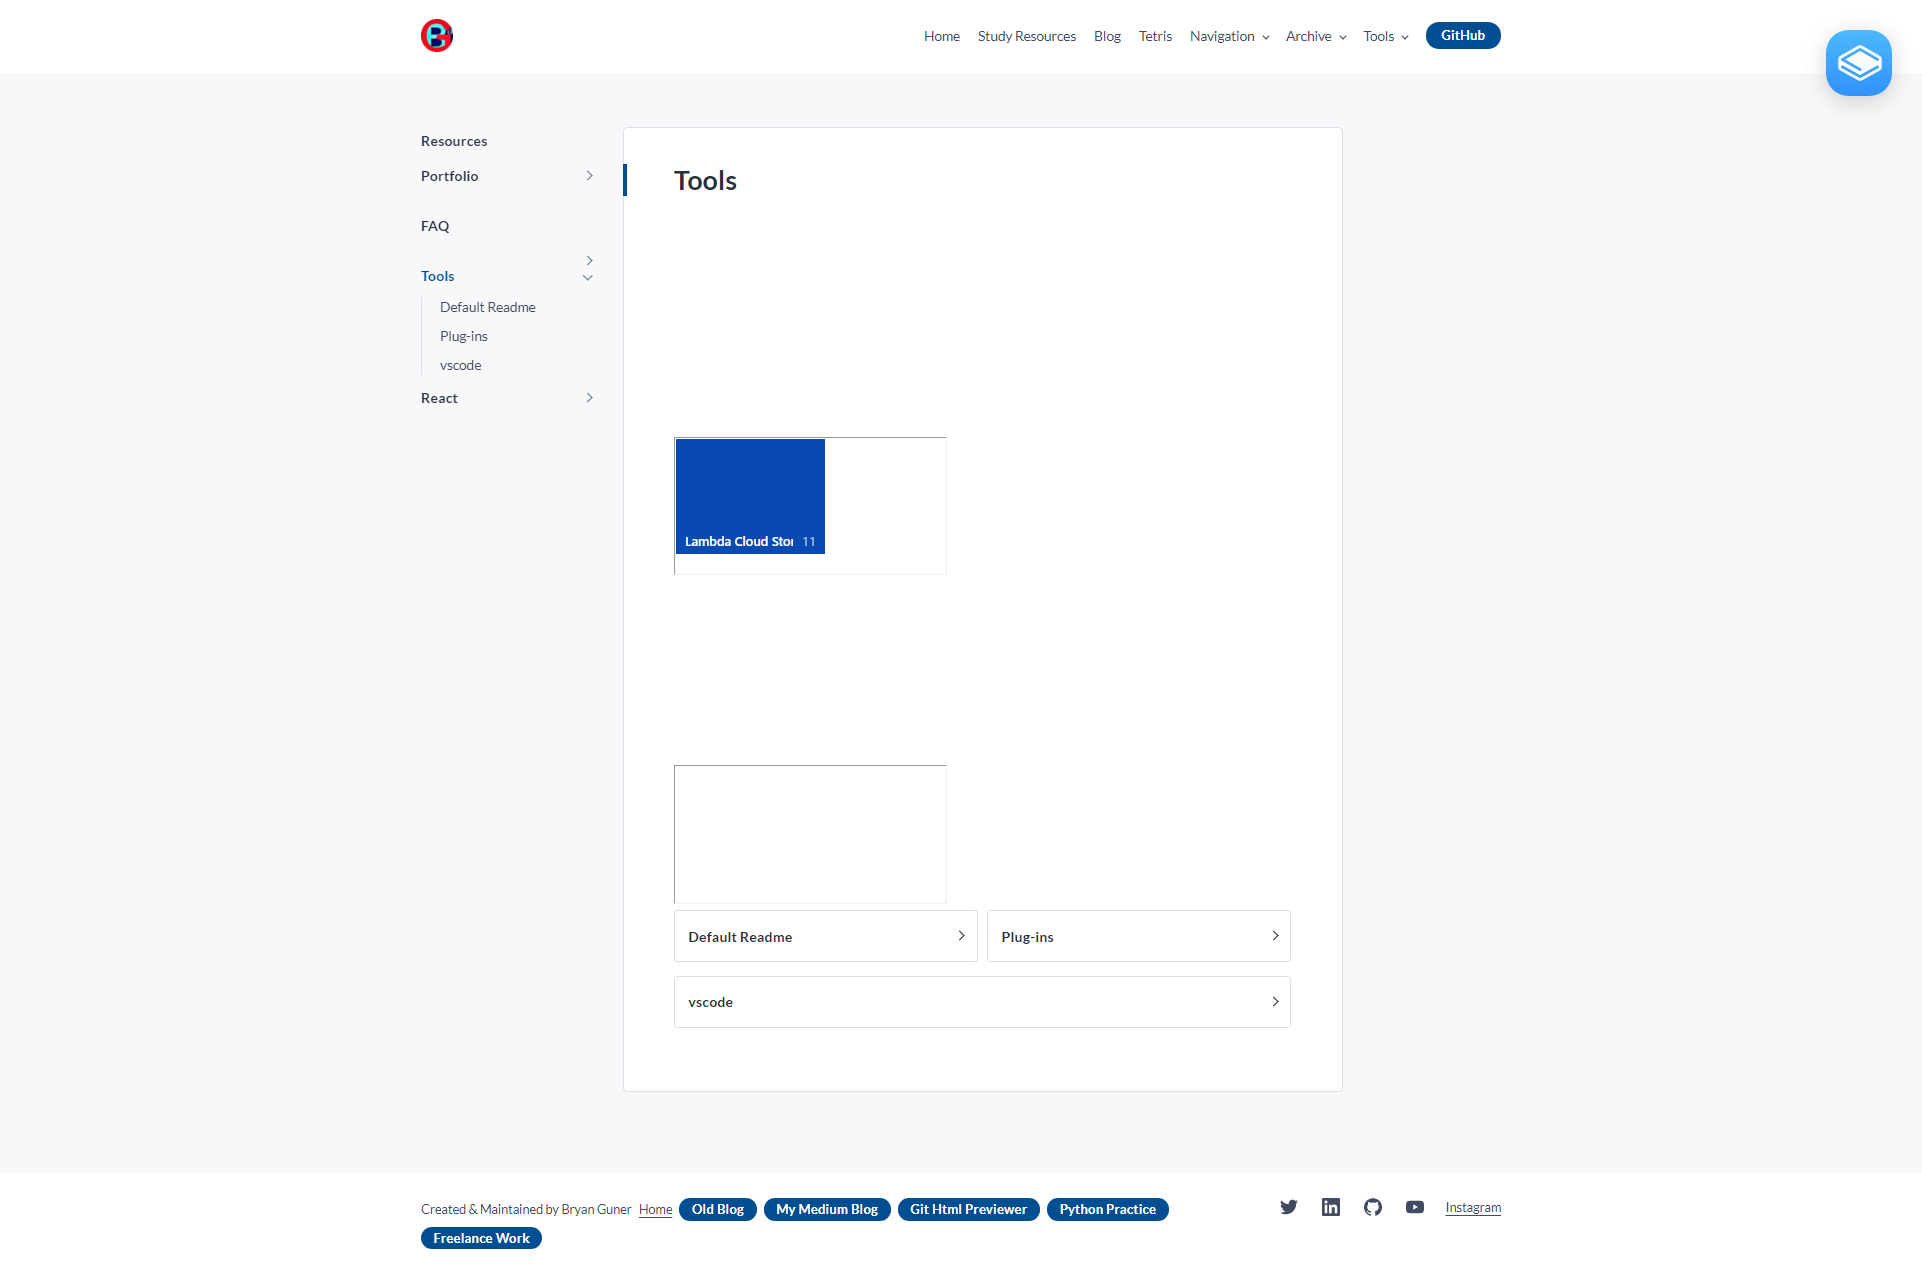 Home Study Resources Blog Tetris Navigation Archive Tools GitHub
Resources
Portfolio
FAQ
Tools
Default Readme
Plug-ins
vscode
React
Tools
Lambda Cloud Stor 11
Default Readme
Plug-ins
vscode
Created & Maintained by Bryan Guner Home Old Blog My Medium Blog Git Html Previewer Python Practice
Freelance Work
Instagram